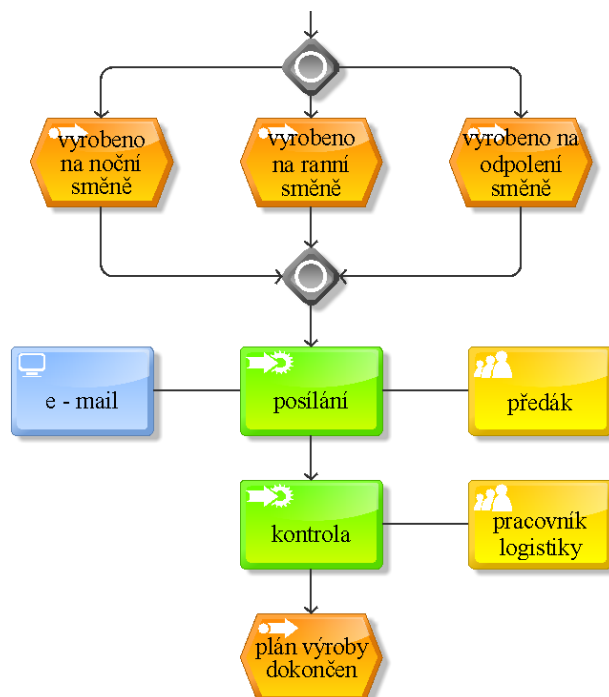 vyrobeno
na noční
směně
vyrobeno
na ranní
směně
vyrobeno na
odpolení
směně
e - mail
posílání
předák
kontrola
pracovník
logistiky
plán výroby
dokončen